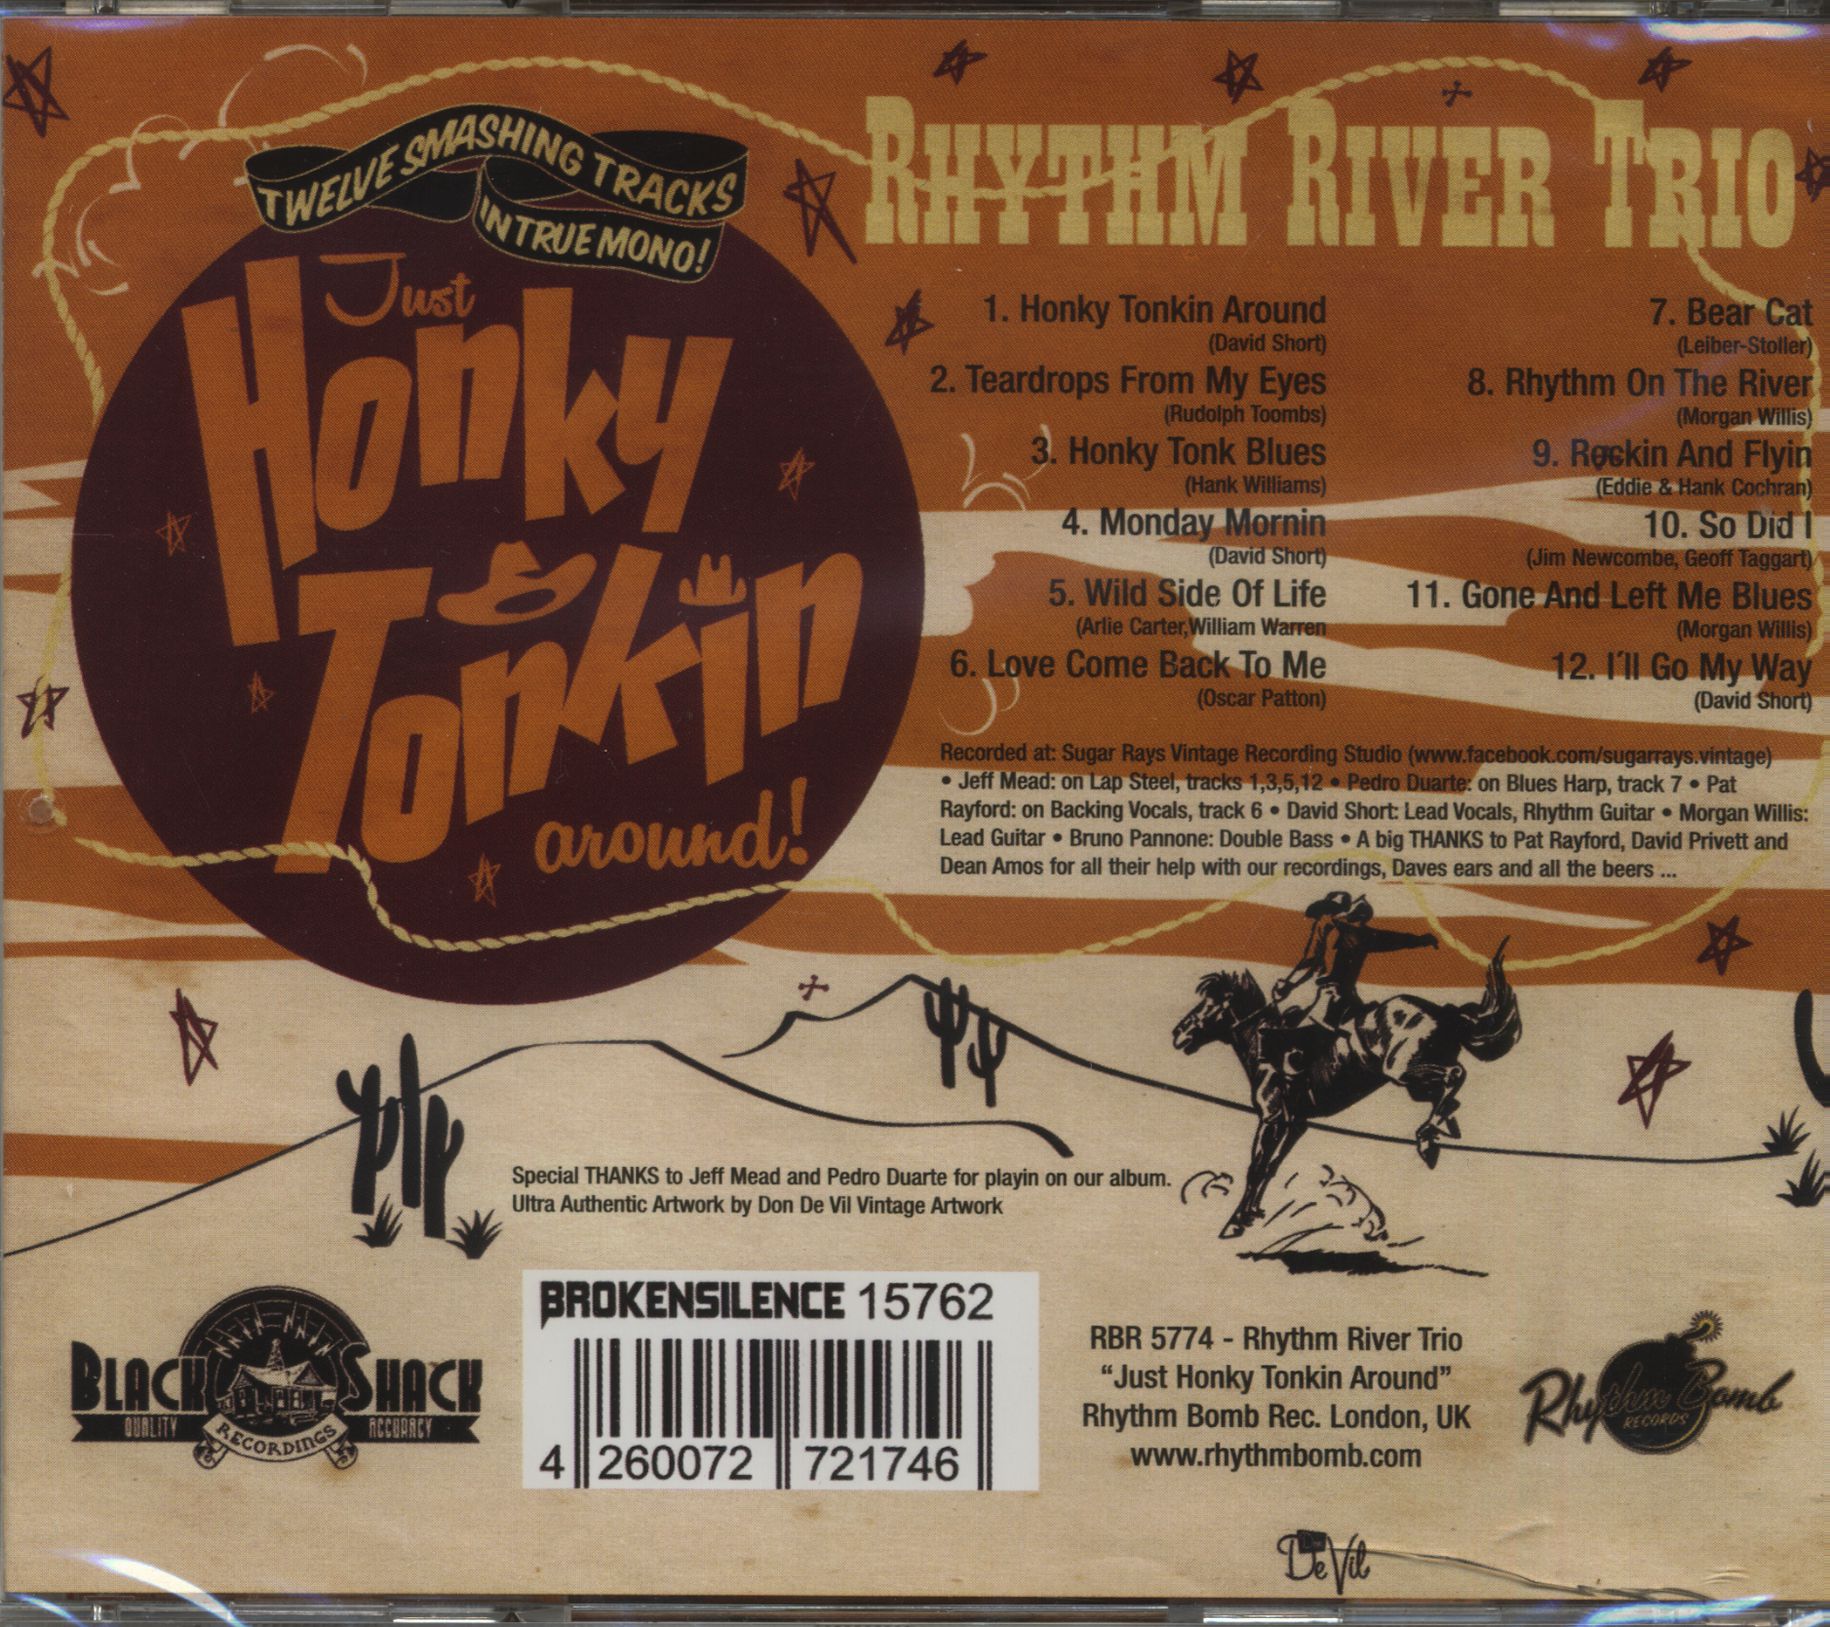 TWELVE SMASHING TRACKS
IN TRUE MONO!
Just
Honky
Tonkin
around!
RHYTHM RIVER TRIO
1. Honky Tonkin Around
(David Short)
2. Teardrops From My Eyes
(Rudolph Toombs)
3. Honky Tonk Blues
(Hank Williams)
4. Monday Mornin
(David Short)
5. Wild Side Of Life
(Arlie Carter,William Warren
6. Love Come Back To Me
(Oscar Patton)
7. Bear Cat
(Leiber-Stoller)
8. Rhythm On The River
(Morgan Willis)
9. Rockin And Flyin
(Eddie & Hank Cochran)
10. So Did I
(Jim Newcombe, Geoff Taggart)
11. Gone And Left Me Blues
(Morgan Willis)
12. I´ll Go My Way
(David Short)
Recorded at: Sugar Rays Vintage Recording Studio (www.facebook.com/sugarrays.vintage)
• Jeff Mead: on Lap Steel, tracks 1,3,5,12 • Pedro Duarte: on Blues Harp, track 7 • Pat
Rayford: on Backing Vocals, track 6 • David Short: Lead Vocals, Rhythm Guitar • Morgan Willis:
Lead Guitar • Bruno Pannone: Double Bass • A big THANKS to Pat Rayford, David Privett and
Dean Amos for all their help with our recordings, Daves ears and all the beers ...
Special THANKS to Jeff Mead and Pedro Duarte for playin on our album.
Ultra Authentic Artwork by Don De Vil Vintage Artwork
BLACK SHACK
QUALITY RECORDINGS ACCURACY
BROKENSILENCE 15762
4 260072 721746
RBR 5774 - Rhythm River Trio
“Just Honky Tonkin Around”
Rhythm Bomb Rec. London, UK
www.rhythmbomb.com
Rhythm Bomb
RECORDS
DeVil